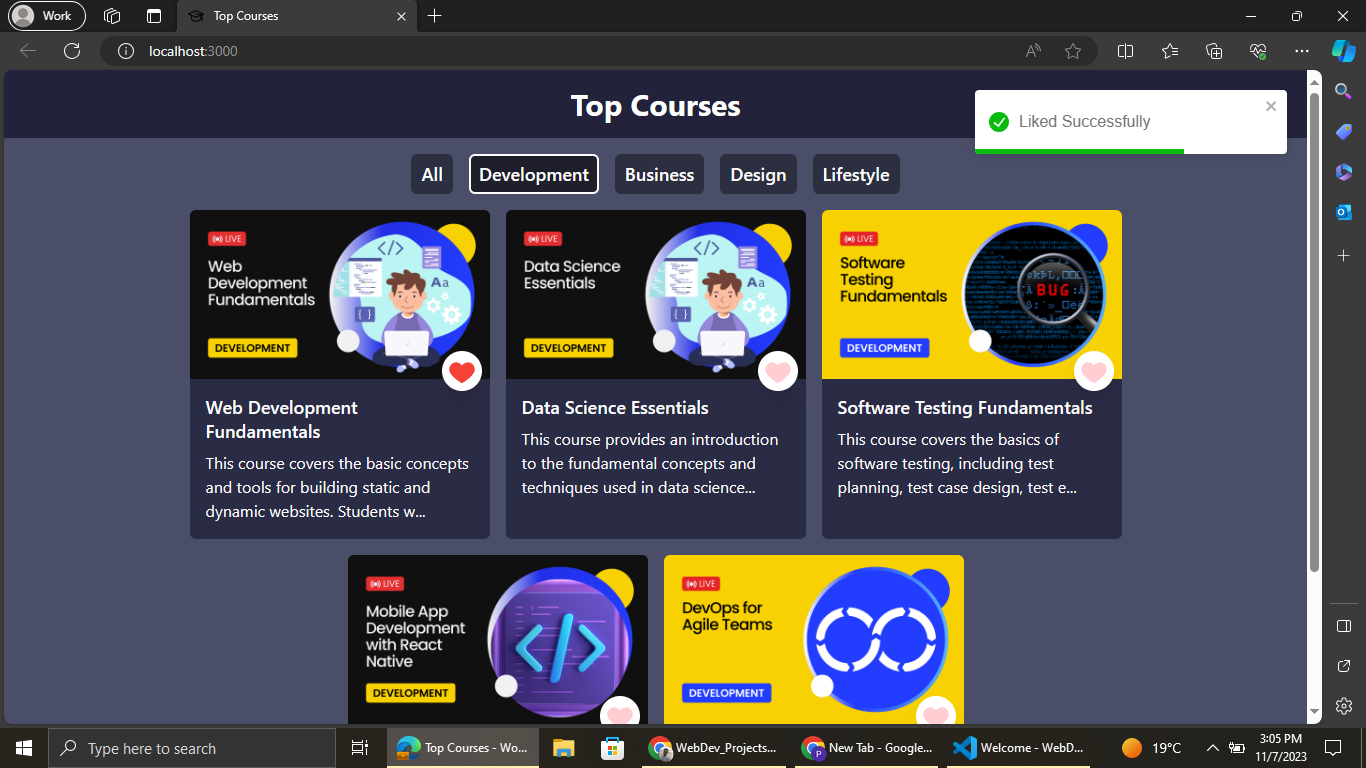 Work
Top Courses
localhost:3000
Top Courses
Liked Successfully
All
Development
Business
Design
Lifestyle
LIVE
Web
Development
Fundamentals
DEVELOPMENT
Web Development
Fundamentals
This course covers the basic concepts
and tools for building static and
dynamic websites. Students w...
LIVE
Data Science
Essentials
DEVELOPMENT
Data Science Essentials
This course provides an introduction
to the fundamental concepts and
techniques used in data science...
LIVE
Software
Testing
Fundamentals
BUG
DEVELOPMENT
Software Testing Fundamentals
This course covers the basics of
software testing, including test
planning, test case design, test e...
LIVE
Mobile App
Development
with React
Native
DEVELOPMENT
LIVE
DevOps for
Agile Teams
DEVELOPMENT
Type here to search
Top Courses - Wo...
WebDev_Projects...
New Tab - Google...
Welcome - WebD...
19°C
3:05 PM
11/7/2023